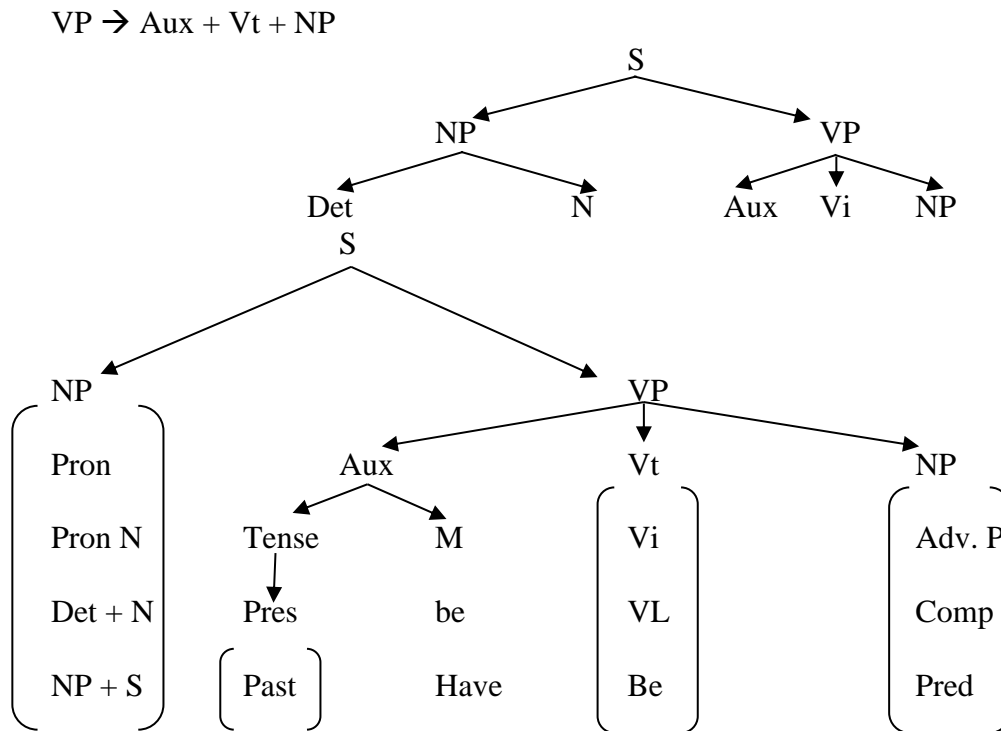 VP → Aux + Vt + NP
S
NP VP
Det N Aux Vi NP
S
NP VP
Pron Aux Vt NP
Pron N Tense M Vi Adv. P
Det + N Pres be VL Comp
NP + S Past Have Be Pred